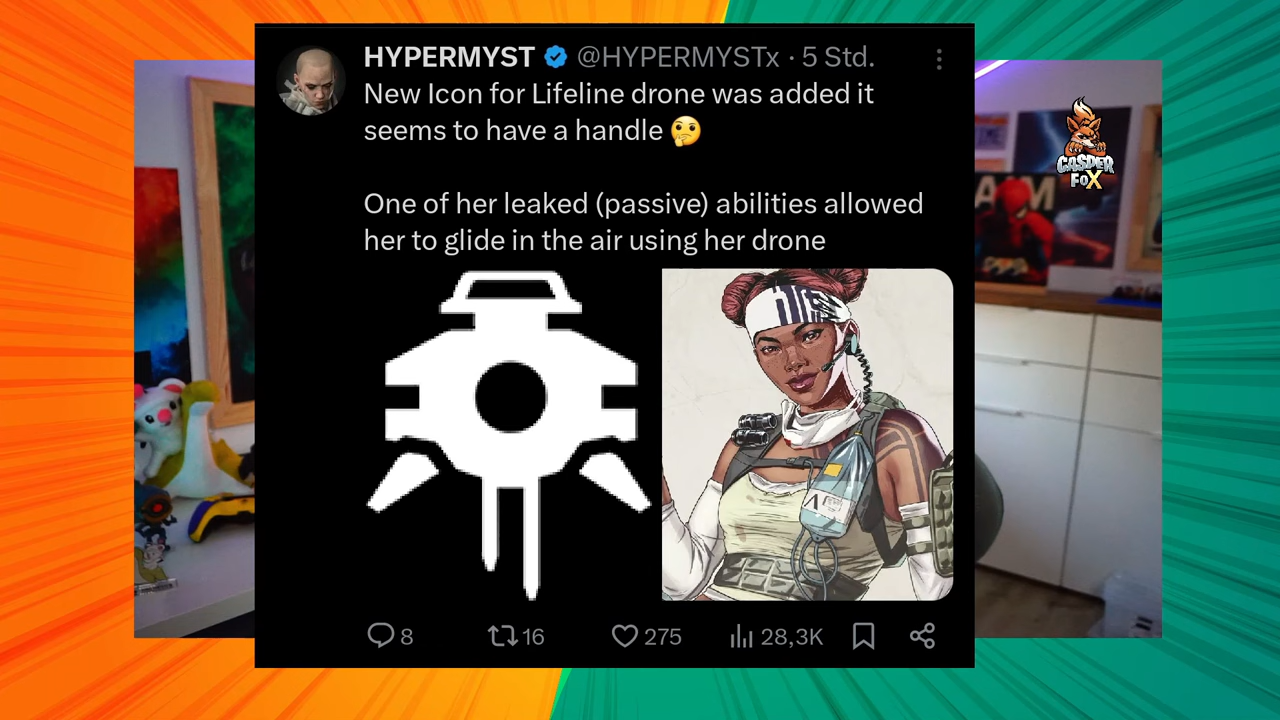 HYPERMYST @HYPERMYSTx · 5 Std.
New Icon for Lifeline drone was added it
seems to have a handle 🤔
One of her leaked (passive) abilities allowed
her to glide in the air using her drone
8 16 275 28,3K
CASPER
FoX